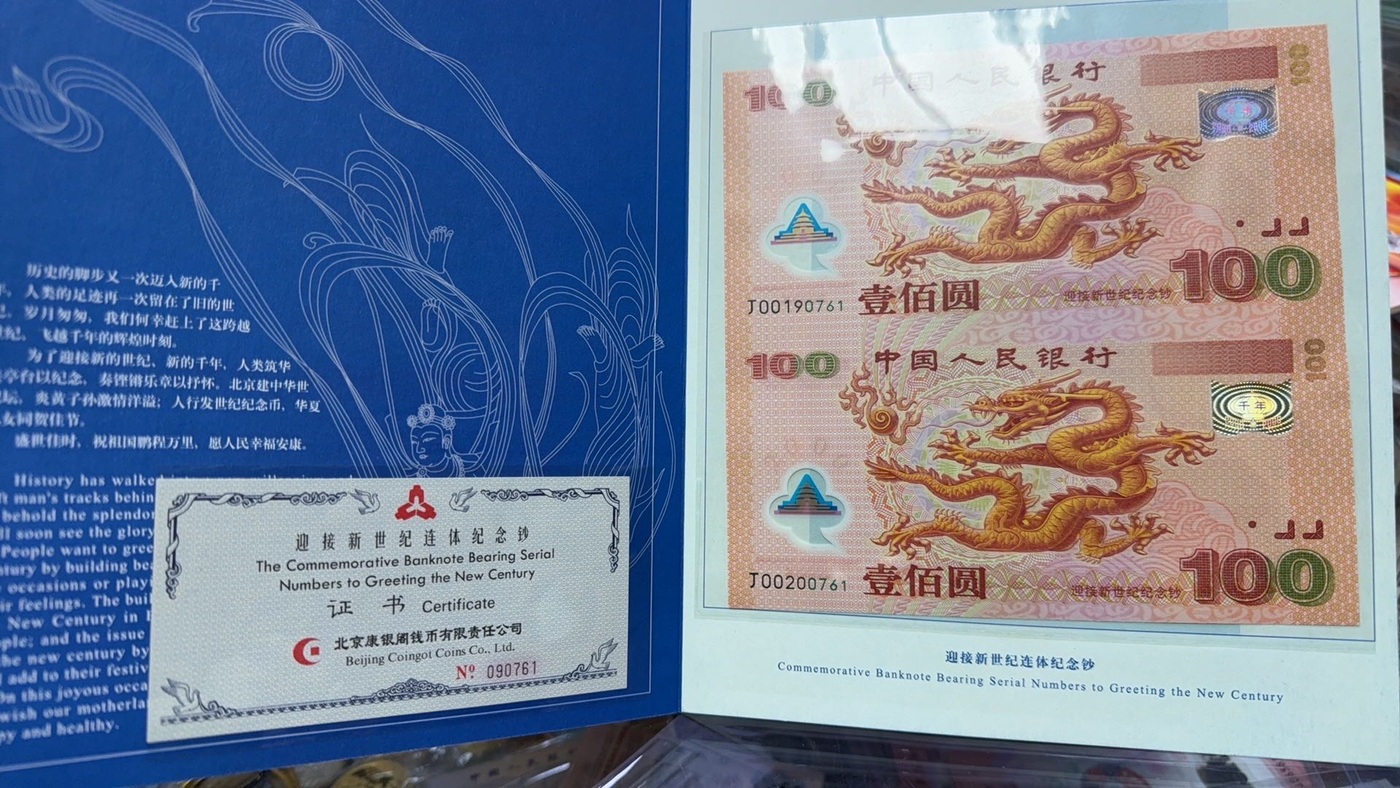 历史的脚步又一次迈入新的千
人类的足迹再一次留在了旧的世
岁月匆匆，我们何幸赶上了这跨越
世纪，飞越千年的辉煌时刻。
为了迎接新的世纪、新的千年，人类筑华
亭台以纪念，奏铿锵乐章以抒怀。北京建中华世
坛，炎黄子孙激情洋溢；人行发世纪纪念币，华夏
女同贺佳节。
盛世佳时，祝祖国鹏程万里，愿人民幸福安康。
History has walke
man's tracks behin
behold the splendo
soon see the glory
People want to gree
by building
occasions or playi
feelings. The
New Century in
and the issue
the new century by
add to their festiv
On this joyous occa
wish our motherla
and healthy.
迎接新世纪连体纪念钞
The Commemorative Banknote Bearing Serial
Numbers to Greeting the New Century
证 书 Certificate
北京康银阁钱币有限责任公司
Beijing Coingot Coins Co., Ltd.
Nº 090761
100 中国人民银行 100
J00190761 壹佰圆 迎接新世纪纪念钞 100
100 中国人民银行 100
千年
J00200761 壹佰圆 迎接新世纪纪念钞 100
迎接新世纪连体纪念钞
Commemorative Banknote Bearing Serial Numbers to Greeting the New Century